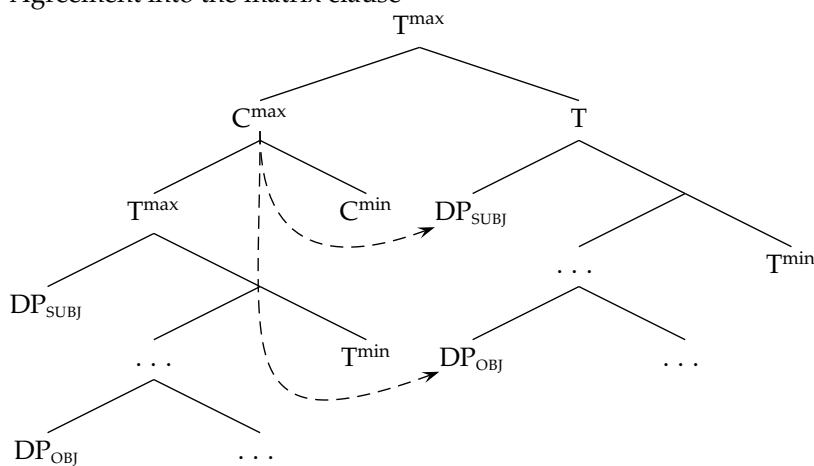 Agreement into the matrix clause
T^max
C^max T
T^max C^min DP_SUBJ
DP_SUBJ . . . T^min
. . . T^min DP_OBJ . . .
DP_OBJ . . .